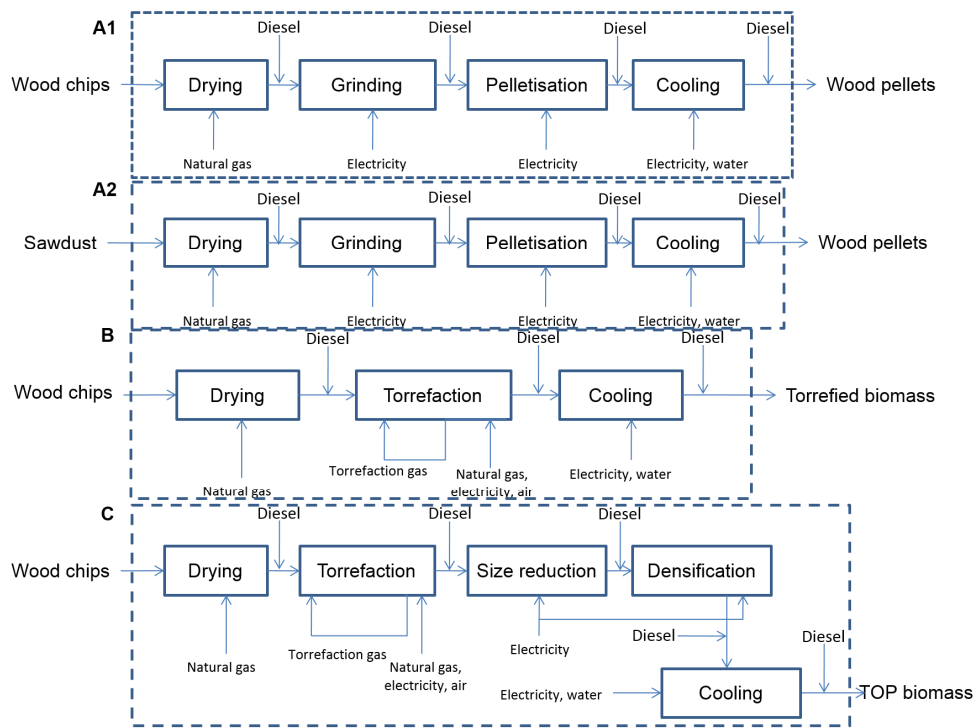 A1
Diesel Diesel Diesel Diesel
Wood chips Drying Grinding Pelletisation Cooling Wood pellets
Natural gas Electricity Electricity Electricity, water
A2
Diesel Diesel Diesel Diesel
Sawdust Drying Grinding Pelletisation Cooling Wood pellets
Natural gas Electricity Electricity Electricity, water
B
Diesel Diesel Diesel
Wood chips Drying Torrefaction Cooling Torrefied biomass
Torrefaction gas Natural gas, Electricity, water
Natural gas electricity, air
C
Diesel Diesel Diesel
Wood chips Drying Torrefaction Size reduction Densification
Torrefaction gas Electricity Diesel Diesel
Natural gas Natural gas,
electricity, air
Electricity, water Cooling TOP biomass